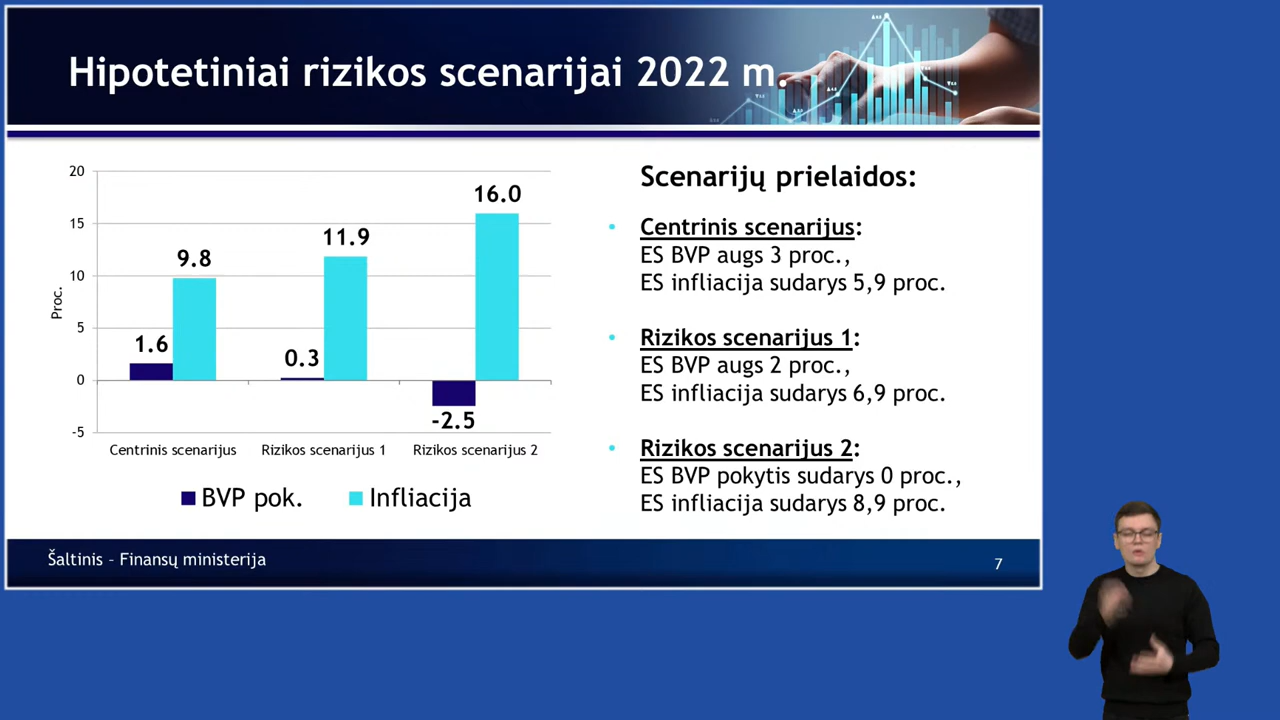 Hipotetiniai rizikos scenarijai 2022 m.
20
15
10
5
0
-5
Proc.
1.6
9.8
0.3
11.9
-2.5
16.0
Centrinis scenarijus
Rizikos scenarijus 1
Rizikos scenarijus 2
BVP pok.
Infliacija
Scenarijų prielaidos:
• Centrinis scenarijus:
ES BVP augs 3 proc.,
ES infliacija sudarys 5,9 proc.
• Rizikos scenarijus 1:
ES BVP augs 2 proc.,
ES infliacija sudarys 6,9 proc.
• Rizikos scenarijus 2:
ES BVP pokytis sudarys 0 proc.,
ES infliacija sudarys 8,9 proc.
Šaltinis – Finansų ministerija
7